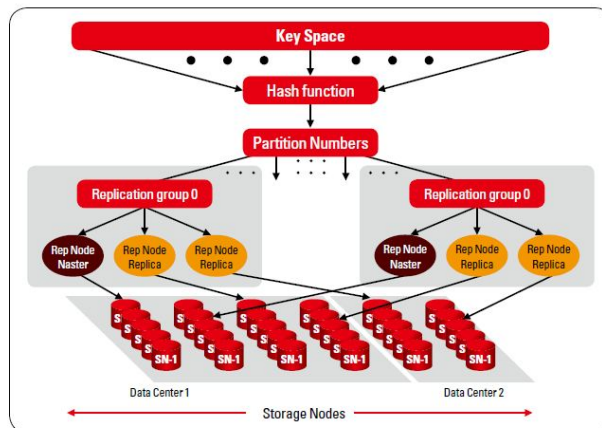 Key Space
Hash function
Partition Numbers
Replication group 0
Replication group 0
Rep Node
Naster
Rep Node
Replica
Rep Node
Replica
Rep Node
Naster
Rep Node
Replica
Rep Node
Replica
SN-1
SN-1
SN-1
SN-1
SN-1
SN-1
Data Center 1
Data Center 2
Storage Nodes